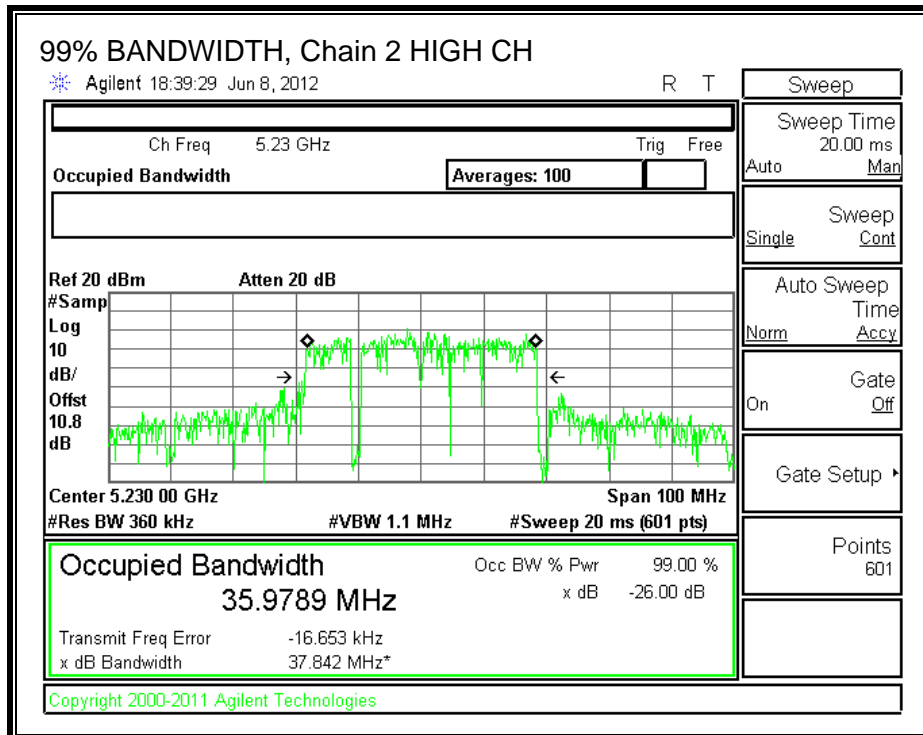 99% BANDWIDTH, Chain 2 HIGH CH
Agilent 18:39:29 Jun 8, 2012 R T
Ch Freq 5.23 GHz Trig Free
Occupied Bandwidth Averages: 100
Ref 20 dBm Atten 20 dB
#Samp
Log
10
dB/
Offst
10.8
dB
Center 5.230 00 GHz Span 100 MHz
#Res BW 360 kHz #VBW 1.1 MHz #Sweep 20 ms (601 pts)
Occupied Bandwidth Occ BW % Pwr 99.00 %
35.9789 MHz x dB -26.00 dB
Transmit Freq Error -16.653 kHz
x dB Bandwidth 37.842 MHz*
Copyright 2000-2011 Agilent Technologies
Sweep
Sweep Time
20.00 ms
Auto Man
Sweep
Single Cont
Auto Sweep
Time
Norm Accy
Gate
On Off
Gate Setup
Points
601